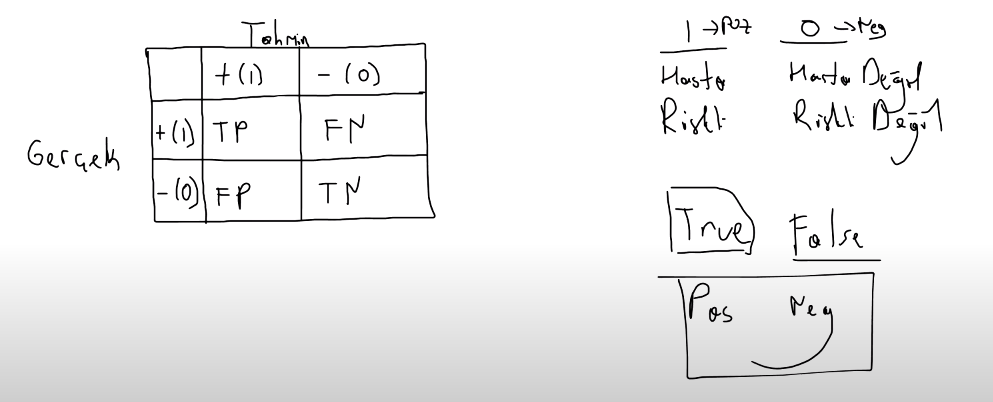 Tahmin
+ (1) - (0)
+ (1) TP FN
Gerçek
- (0) FP TN
1 → Poz 0 → Neg
Hasta Hasta Değil
Riskli Riskli Değil
True False
Pos Neg